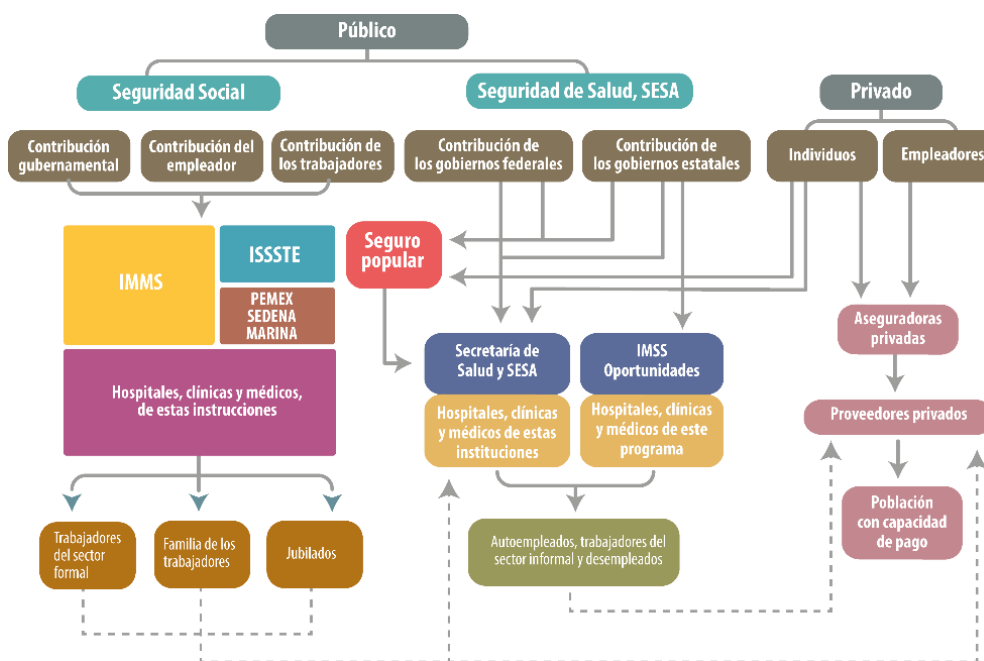 Público
Seguridad Social
Seguridad de Salud, SESA
Privado
Contribución
gubernamental
Contribución del
empleador
Contribución de
los trabajadores
Contribución de
los gobiernos federales
Contribución de
los gobiernos estatales
Individuos
Empleadores
IMMS
ISSSTE
PEMEX
SEDENA
MARINA
Seguro
popular
Hospitales, clínicas y médicos,
de estas instrucciones
Secretaría de
Salud y SESA
IMSS
Oportunidades
Hospitales, clínicas
y médicos de estas
instituciones
Hospitales, clínicas
y médicos de este
programa
Aseguradoras
privadas
Proveedores privados
Población
con capacidad
de pago
Trabajadores
del sector
formal
Familia de los
trabajadores
Jubilados
Autoempleados, trabajadores del
sector informal y desempleados